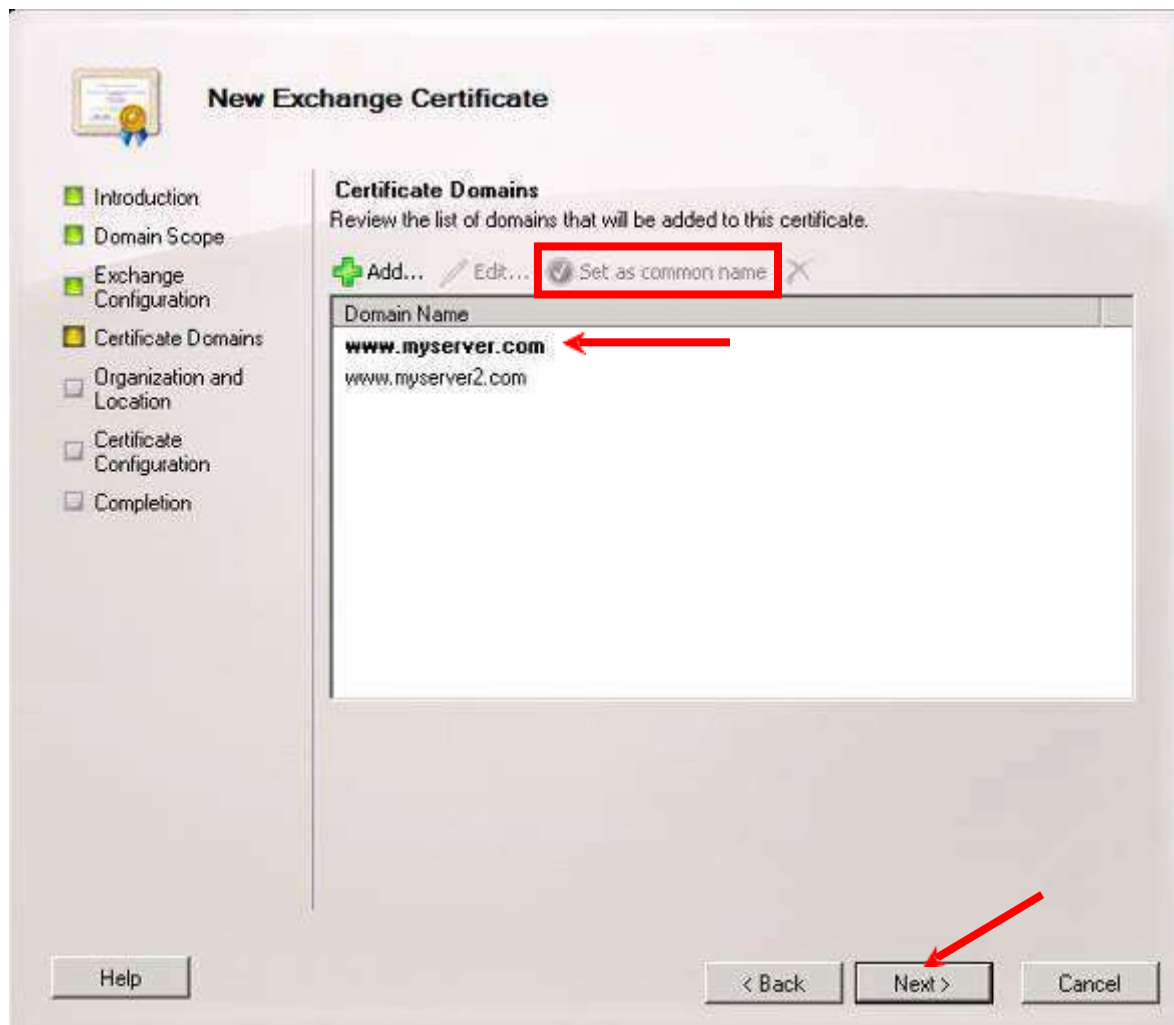 New Exchange Certificate
Introduction
Domain Scope
Exchange
Configuration
Certificate Domains
Organization and
Location
Certificate
Configuration
Completion
Certificate Domains
Review the list of domains that will be added to this certificate.
Add... Edit... Set as common name
Domain Name
www.myserver.com
www.myserver2.com
Help < Back Next > Cancel